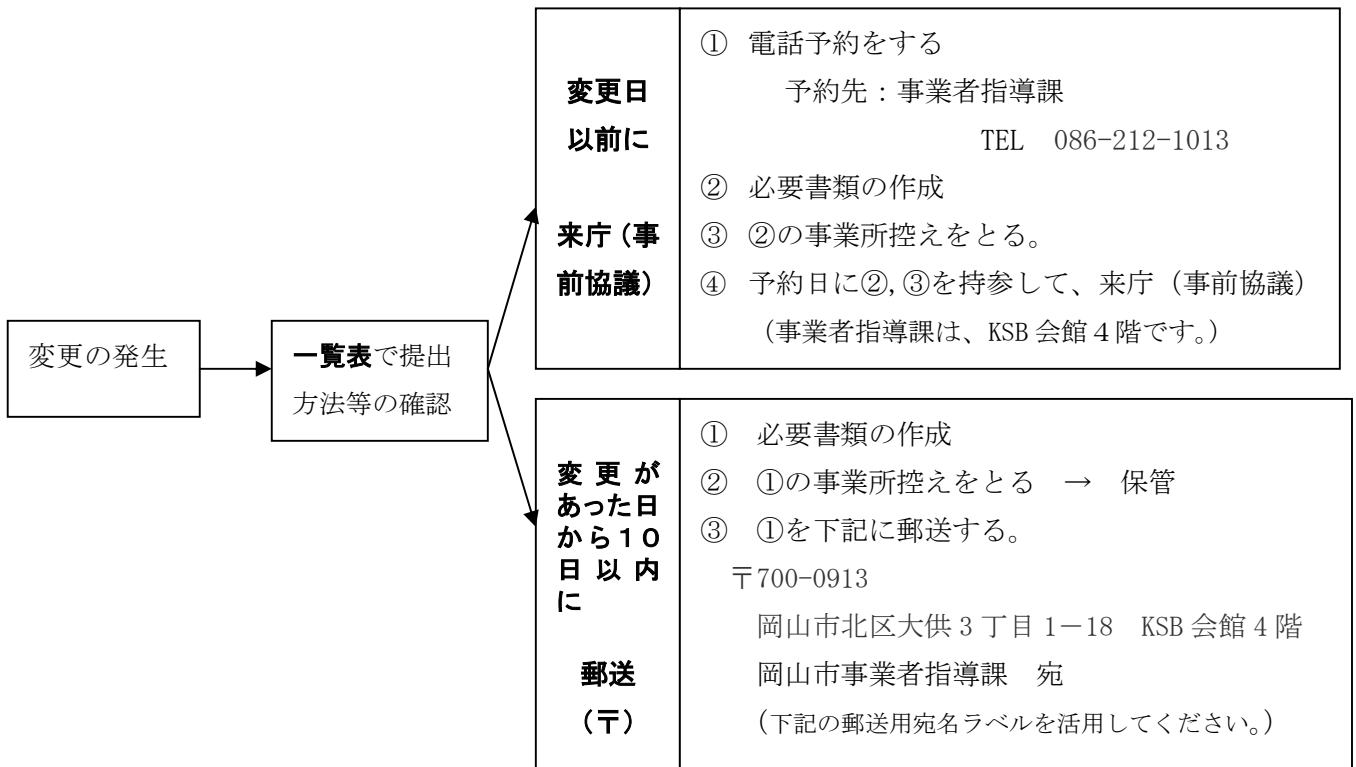 変更の発生
一覧表で提出
方法等の確認
変更日
以前に
来庁（事
前協議）
① 電話予約をする
予約先：事業者指導課
TEL 086-212-1013
② 必要書類の作成
③ ②の事業所控えをとる。
④ 予約日に②,③を持参して、来庁（事前協議）
（事業者指導課は、KSB会館４階です。）
変更が
あった日
から１０
日以内
に
郵送
（〒）
① 必要書類の作成
② ①の事業所控えをとる → 保管
③ ①を下記に郵送する。
〒700-0913
岡山市北区大供３丁目１－18 KSB会館４階
岡山市事業者指導課 宛
（下記の郵送用宛名ラベルを活用してください。）